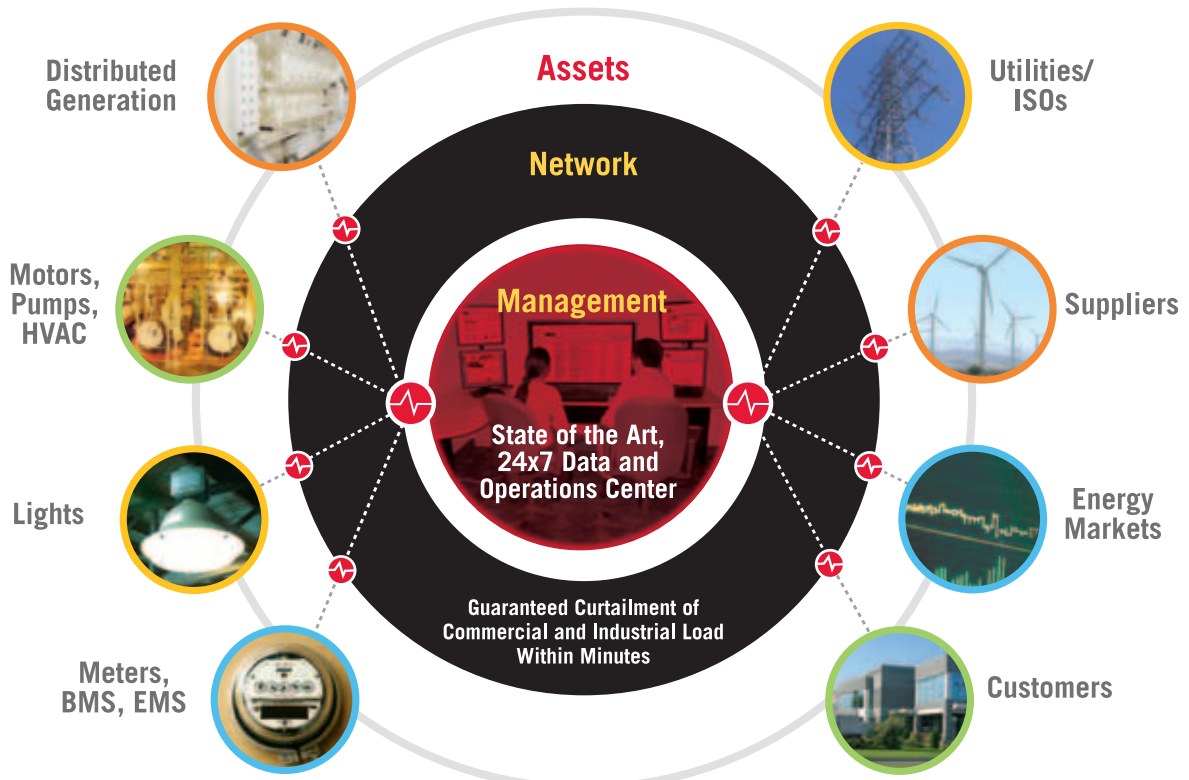 Assets
Network
Management
State of the Art,
24x7 Data and
Operations Center
Guaranteed Curtailment of
Commercial and Industrial Load
Within Minutes
Distributed
Generation
Motors,
Pumps,
HVAC
Lights
Meters,
BMS, EMS
Utilities/
ISOs
Suppliers
Energy
Markets
Customers